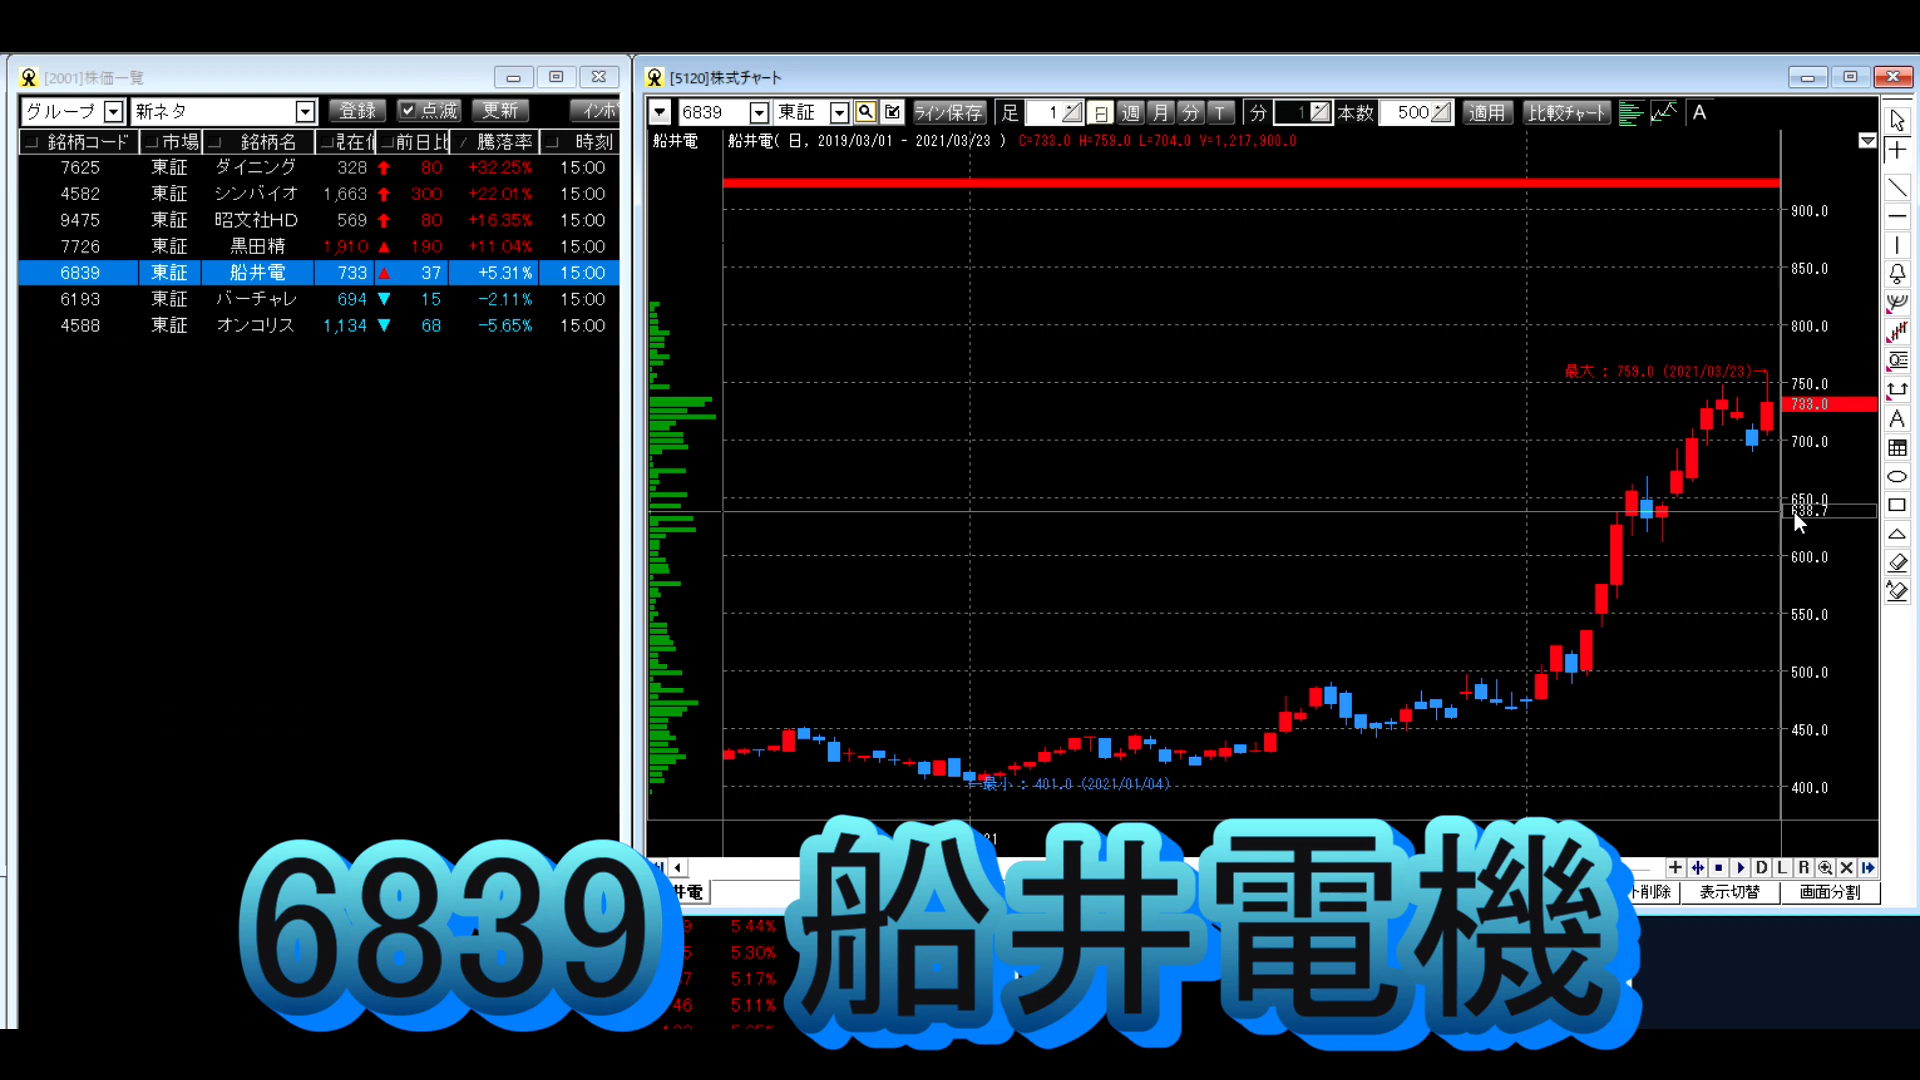 [2001]株価一覧
グループ 新ネタ 登録 点滅 更新
銘柄コード 市場 銘柄名 前日比 騰落率 時刻
7625 東証 ダイニング 328 80 +32.25% 15:00
4582 東証 シンバイオ 1,663 300 +22.01% 15:00
9475 東証 昭文社HD 569 80 +16.35% 15:00
7726 東証 黒田精 1,910 190 +11.04% 15:00
6839 東証 船井電 733 37 +5.31% 15:00
6193 東証 バーチャレ 694 15 -2.11% 15:00
4588 東証 オンコリス 1,134 68 -5.65% 15:00
[5120]株式チャート
6839 東証 ライン保存 足 1 日 週 月 分 T 分 1 本数 500 適用 比較チャート A
船井電 船井電( 日, 2019/03/01 - 2021/03/23 ) C=733.0 H=759.0 L=704.0 V=1,217,900.0
900.0
850.0
800.0
最大 : 759.0 (2021/03/23)→
750.0
733.0
700.0
650.0
638.7
600.0
550.0
500.0
450.0
←最小 : 401.0 (2021/01/04)
400.0
D L R
井電 ト削除 表示切替 画面分割
5.44%
5.30%
5.17%
46 5.11%
6839 船井電機